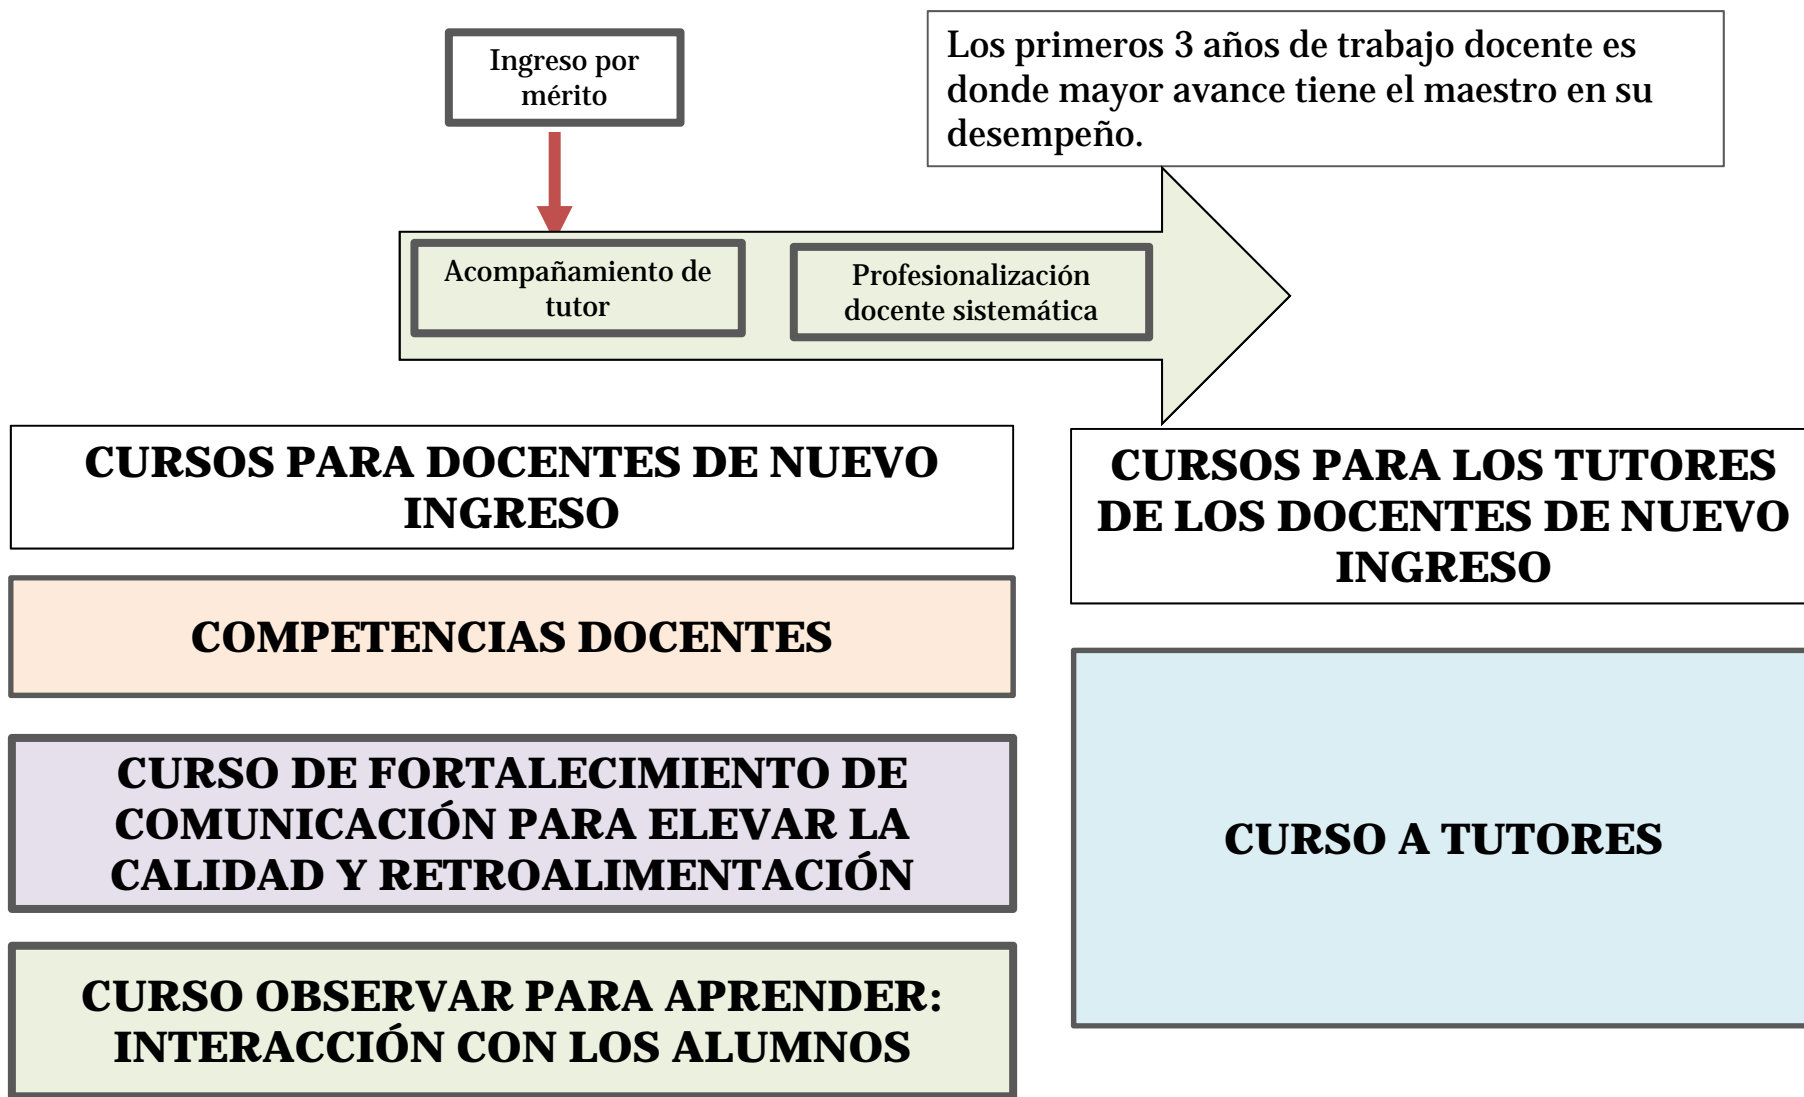 Ingreso por
mérito
Los primeros 3 años de trabajo docente es
donde mayor avance tiene el maestro en su
desempeño.
Acompañamiento de
tutor
Profesionalización
docente sistemática
CURSOS PARA DOCENTES DE NUEVO
INGRESO
COMPETENCIAS DOCENTES
CURSO DE FORTALECIMIENTO DE
COMUNICACIÓN PARA ELEVAR LA
CALIDAD Y RETROALIMENTACIÓN
CURSO OBSERVAR PARA APRENDER:
INTERACCIÓN CON LOS ALUMNOS
CURSOS PARA LOS TUTORES
DE LOS DOCENTES DE NUEVO
INGRESO
CURSO A TUTORES